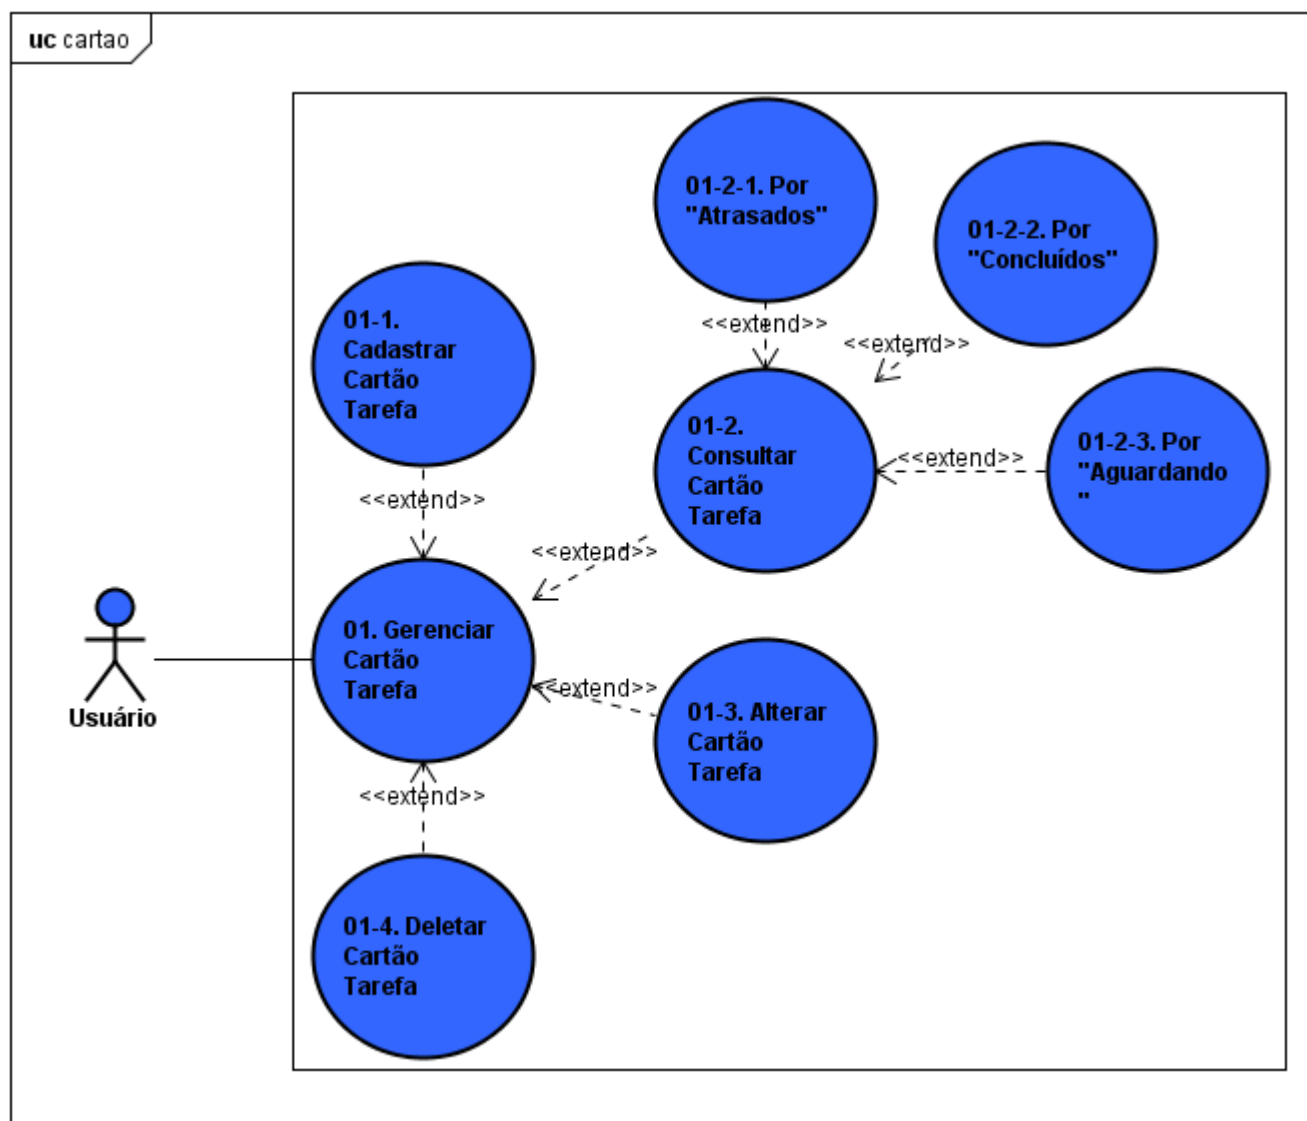 uc cartao
01-2-1. Por
"Atrasados"
01-2-2. Por
"Concluídos"
<<extend>>
<<extend>>
01-1.
Cadastrar
Cartão
Tarefa
01-2.
Consultar
Cartão
Tarefa
<<extend>>
01-2-3. Por
"Aguardando
"
<<extend>>
<<extend>>
01. Gerenciar
Cartão
Tarefa
Usuário
<<extend>>
01-3. Alterar
Cartão
Tarefa
<<extend>>
01-4. Deletar
Cartão
Tarefa